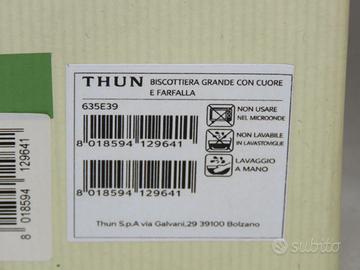 THUN BISCOTTIERA GRANDE CON CUORE
E FARFALLA
635E39
NON USARE
NEL MICROONDE
8 018594 129641
NON LAVABILE
IN LAVASTOVIGLIE
LAVAGGIO
A MANO
8 018594 129641
Thun S.p.A via Galvani,29 39100 Bolzano
8 018594 129641
subito